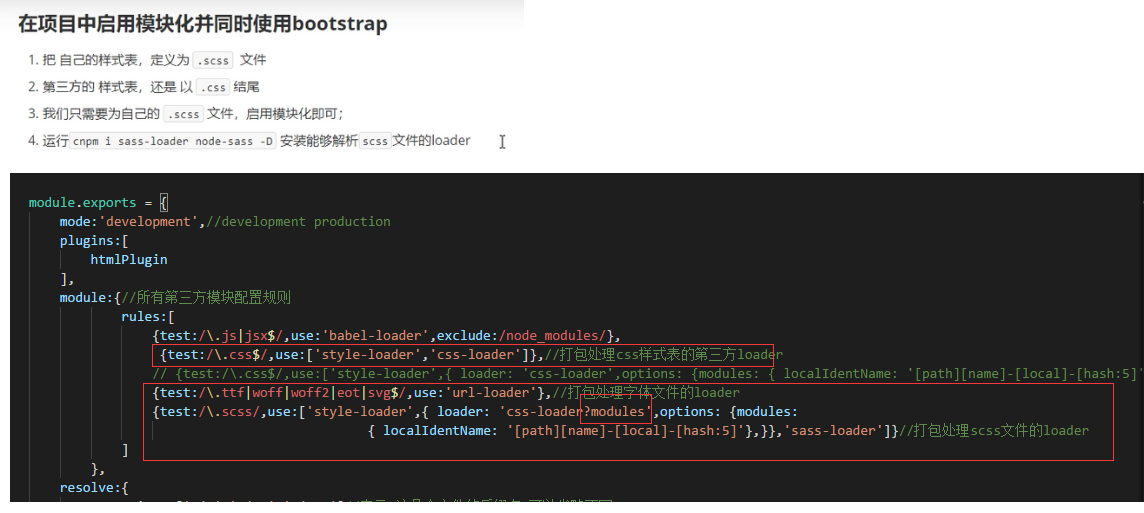 在项目中启用模块化并同时使用bootstrap
1. 把 自己的样式表，定义为 .scss 文件
2. 第三方的 样式表，还是 以 .css 结尾
3. 我们只需要为自己的 .scss 文件，启用模块化即可；
4. 运行 cnpm i sass-loader node-sass -D 安装能够解析 scss 文件的loader
module.exports = {
mode:'development',//development production
plugins:[
htmlPlugin
],
module:{//所有第三方模块配置规则
rules:[
{test:/\.js|jsx$/,use:'babel-loader',exclude:/node_modules/},
{test:/\.css$/,use:['style-loader','css-loader']},//打包处理css样式表的第三方loader
// {test:/\.css$/,use:['style-loader',{ loader: 'css-loader',options: {modules: { localIdentName: '[path][name]-[local]-[hash:5]'
{test:/\.ttf|woff|woff2|eot|svg$/,use:'url-loader'},//打包处理字体文件的loader
{test:/\.scss/,use:['style-loader',{ loader: 'css-loader?modules',options: {modules:
{ localIdentName: '[path][name]-[local]-[hash:5]'},}},'sass-loader']}//打包处理scss文件的loader
]
},
resolve:{